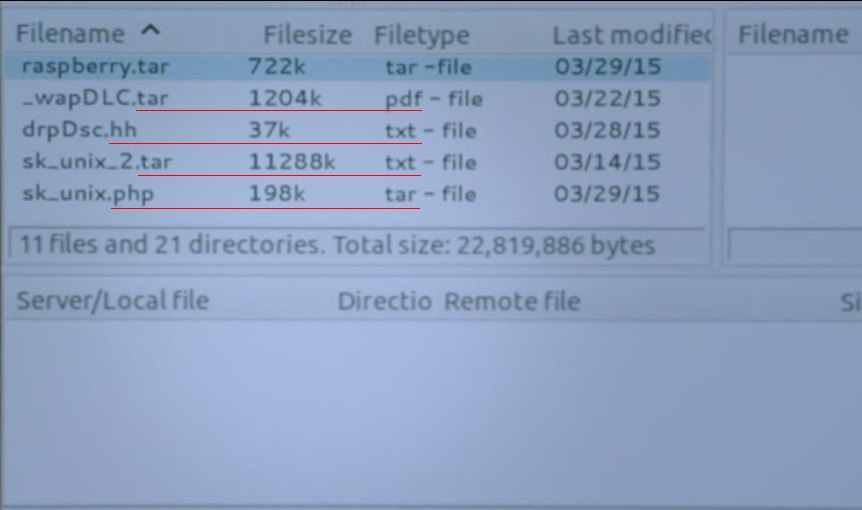 Filename Filesize Filetype Last modified Filename
raspberry.tar 722k tar -file 03/29/15
_wapDLC.tar 1204k pdf - file 03/22/15
drpDsc.hh 37k txt - file 03/28/15
sk_unix_2.tar 11288k txt - file 03/14/15
sk_unix.php 198k tar - file 03/29/15
11 files and 21 directories. Total size: 22,819,886 bytes
Server/Local file Directio Remote file Si